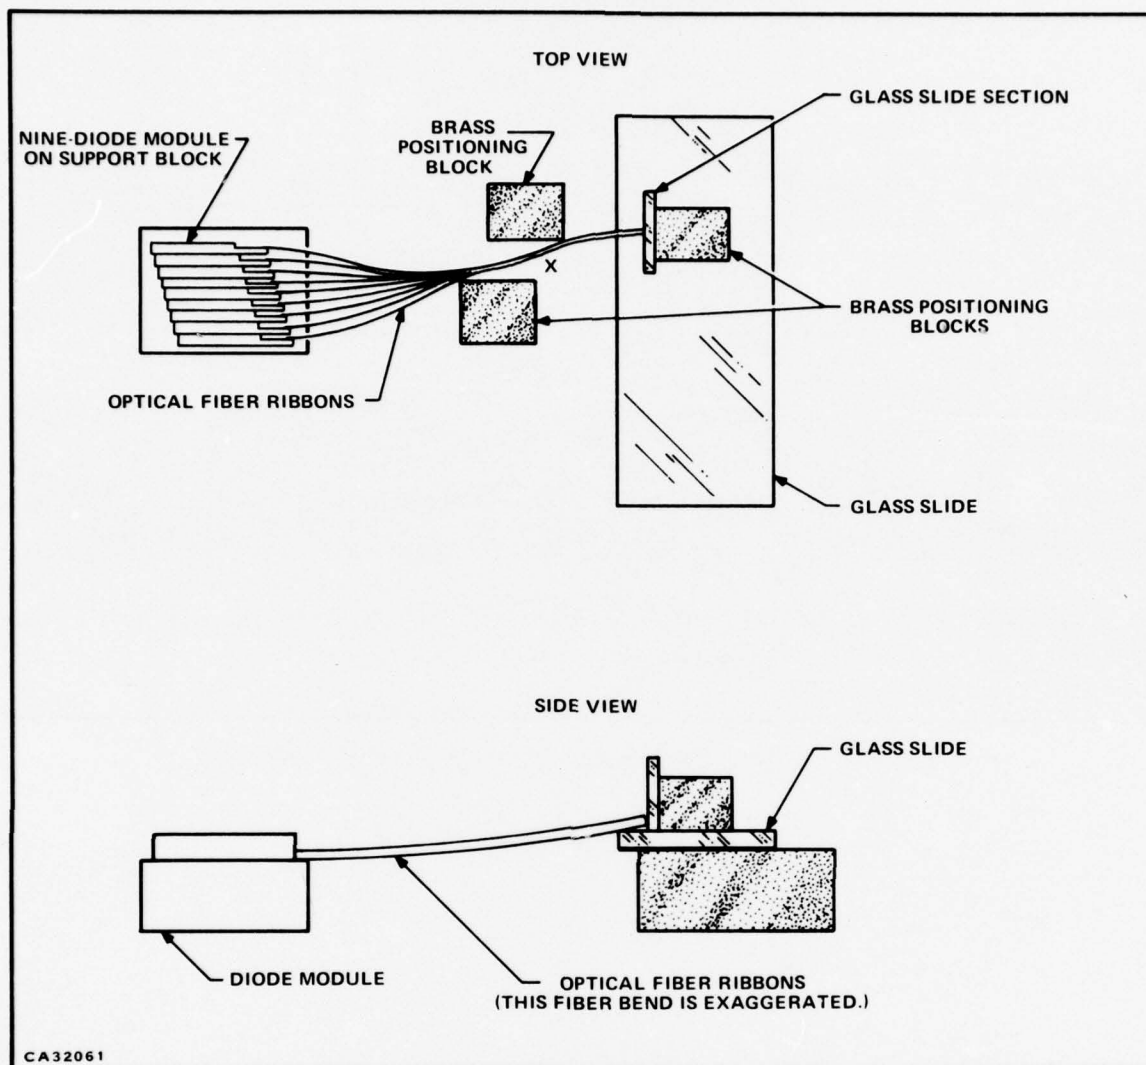 TOP VIEW
GLASS SLIDE SECTION
NINE-DIODE MODULE
ON SUPPORT BLOCK
BRASS
POSITIONING
BLOCK
X
BRASS POSITIONING
BLOCKS
OPTICAL FIBER RIBBONS
GLASS SLIDE
SIDE VIEW
GLASS SLIDE
DIODE MODULE
OPTICAL FIBER RIBBONS
(THIS FIBER BEND IS EXAGGERATED.)
CA32061